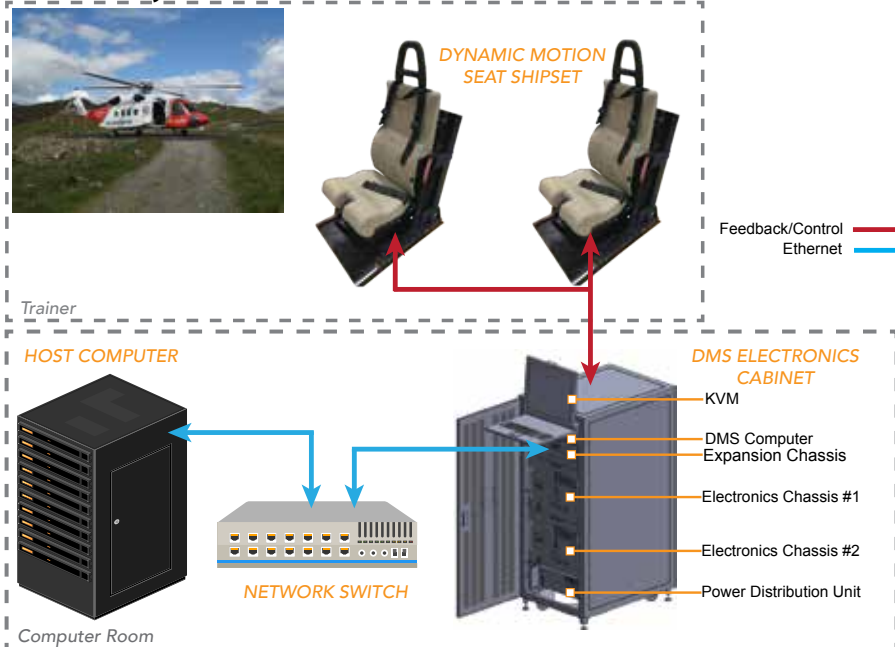 DYNAMIC MOTION
SEAT SHIPSET
Feedback/Control
Ethernet
Trainer
HOST COMPUTER
DMS ELECTRONICS
CABINET
KVM
DMS Computer
Expansion Chassis
Electronics Chassis #1
Electronics Chassis #2
Power Distribution Unit
NETWORK SWITCH
Computer Room